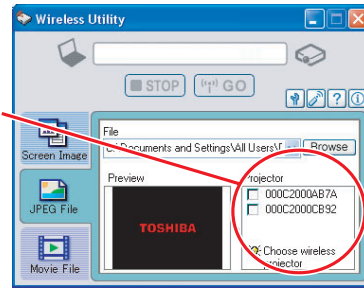 Wireless Utility
STOP
GO
?
Screen Image
JPEG File
Movie File
File
C:\Documents and Settings\All Users\
Browse
Preview
TOSHIBA
Projector
000C2000AB7A
000C2000CB92
Choose wireless
projector